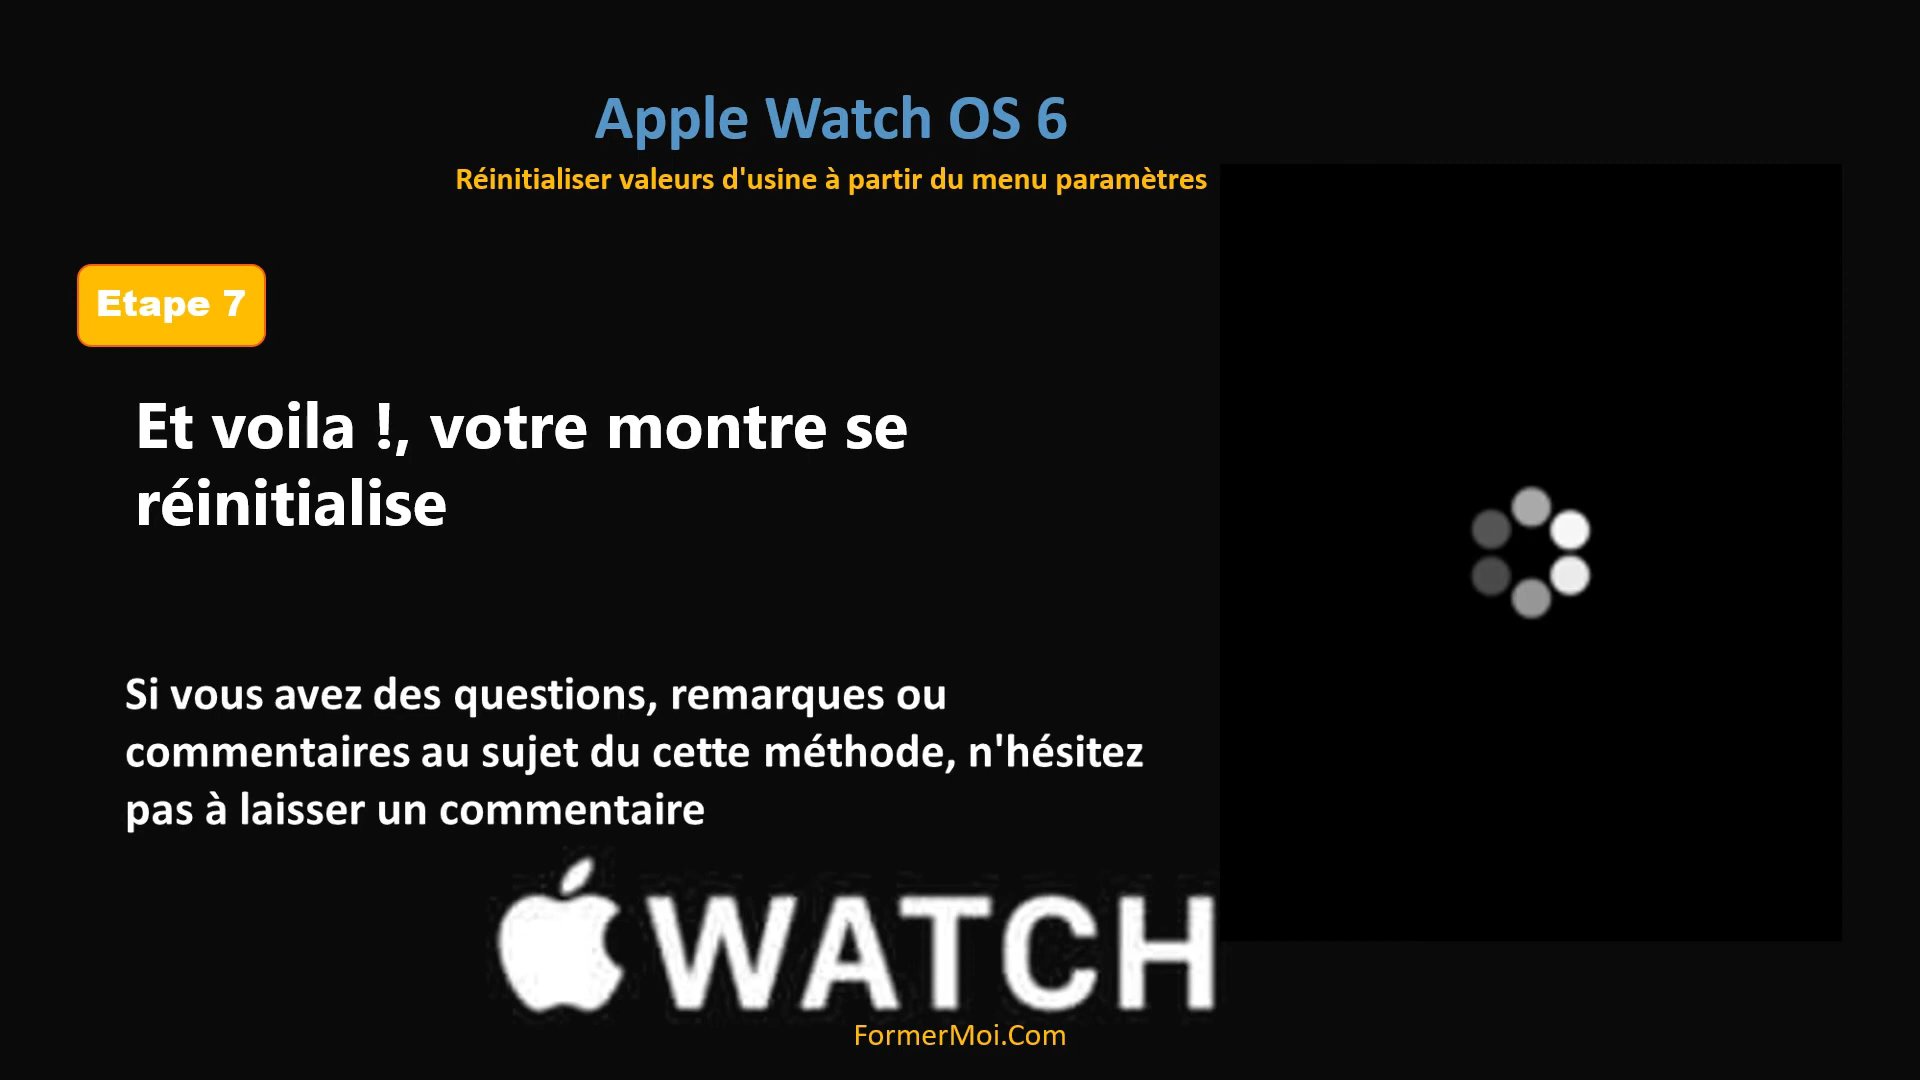 Apple Watch OS 6
Réinitialiser valeurs d'usine à partir du menu paramètres
Etape 7
Et voila !, votre montre se
réinitialise
Si vous avez des questions, remarques ou
commentaires au sujet du cette méthode, n'hésitez
pas à laisser un commentaire
WATCH
FormerMoi.Com